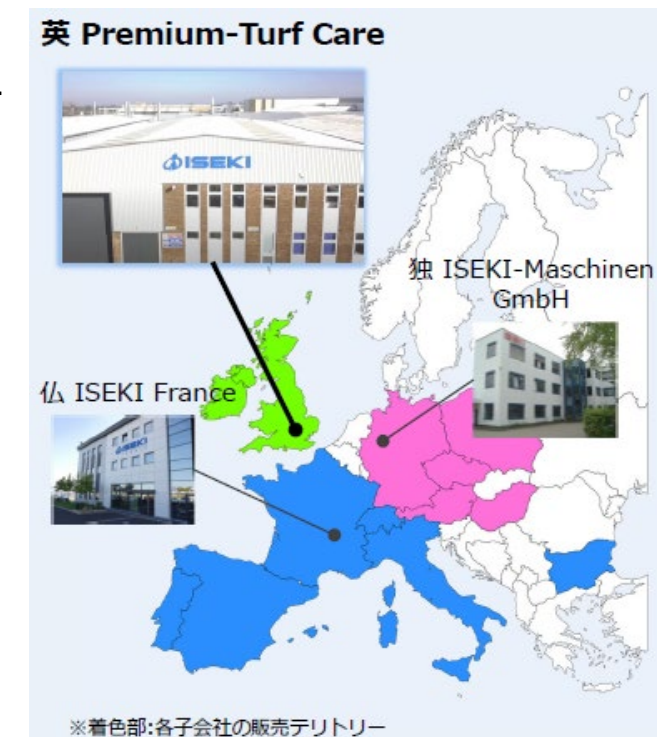 英 Premium-Turf Care
ISEKI
独 ISEKI-Maschinen
GmbH
仏 ISEKI France
ISEKI
※着色部:各子会社の販売テリトリー